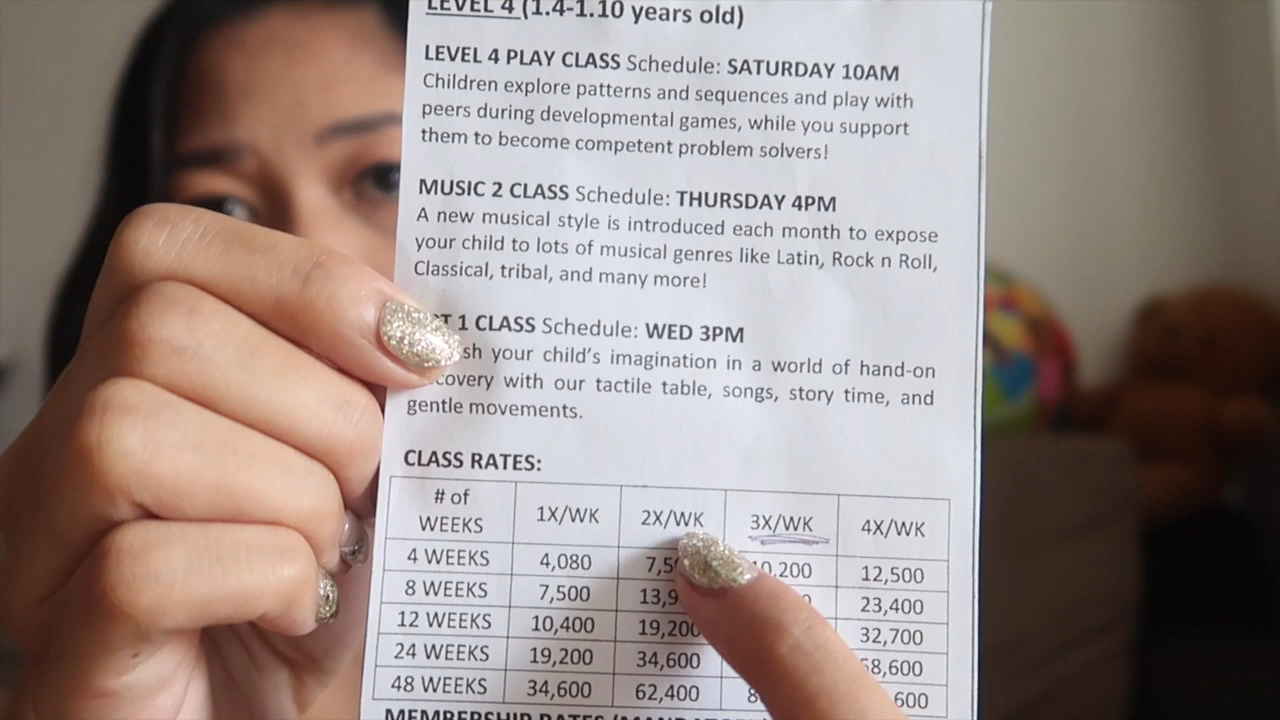 LEVEL 4 (1.4-1.10 years old)
LEVEL 4 PLAY CLASS Schedule: SATURDAY 10AM
Children explore patterns and sequences and play with
peers during developmental games, while you support
them to become competent problem solvers!
MUSIC 2 CLASS Schedule: THURSDAY 4PM
A new musical style is introduced each month to expose
your child to lots of musical genres like Latin, Rock n Roll,
Classical, tribal, and many more!
1 CLASS Schedule: WED 3PM
your child's imagination in a world of hand-on
with our tactile table, songs, story time, and
gentle movements.
CLASS RATES:
# of WEEKS 1X/WK 2X/WK 3X/WK 4X/WK
4 WEEKS 4,080 10,200 12,500
8 WEEKS 7,500 23,400
12 WEEKS 10,400 19,200 32,700
24 WEEKS 19,200 34,600 58,600
48 WEEKS 34,600 62,400
MEMBERSHIP RATES